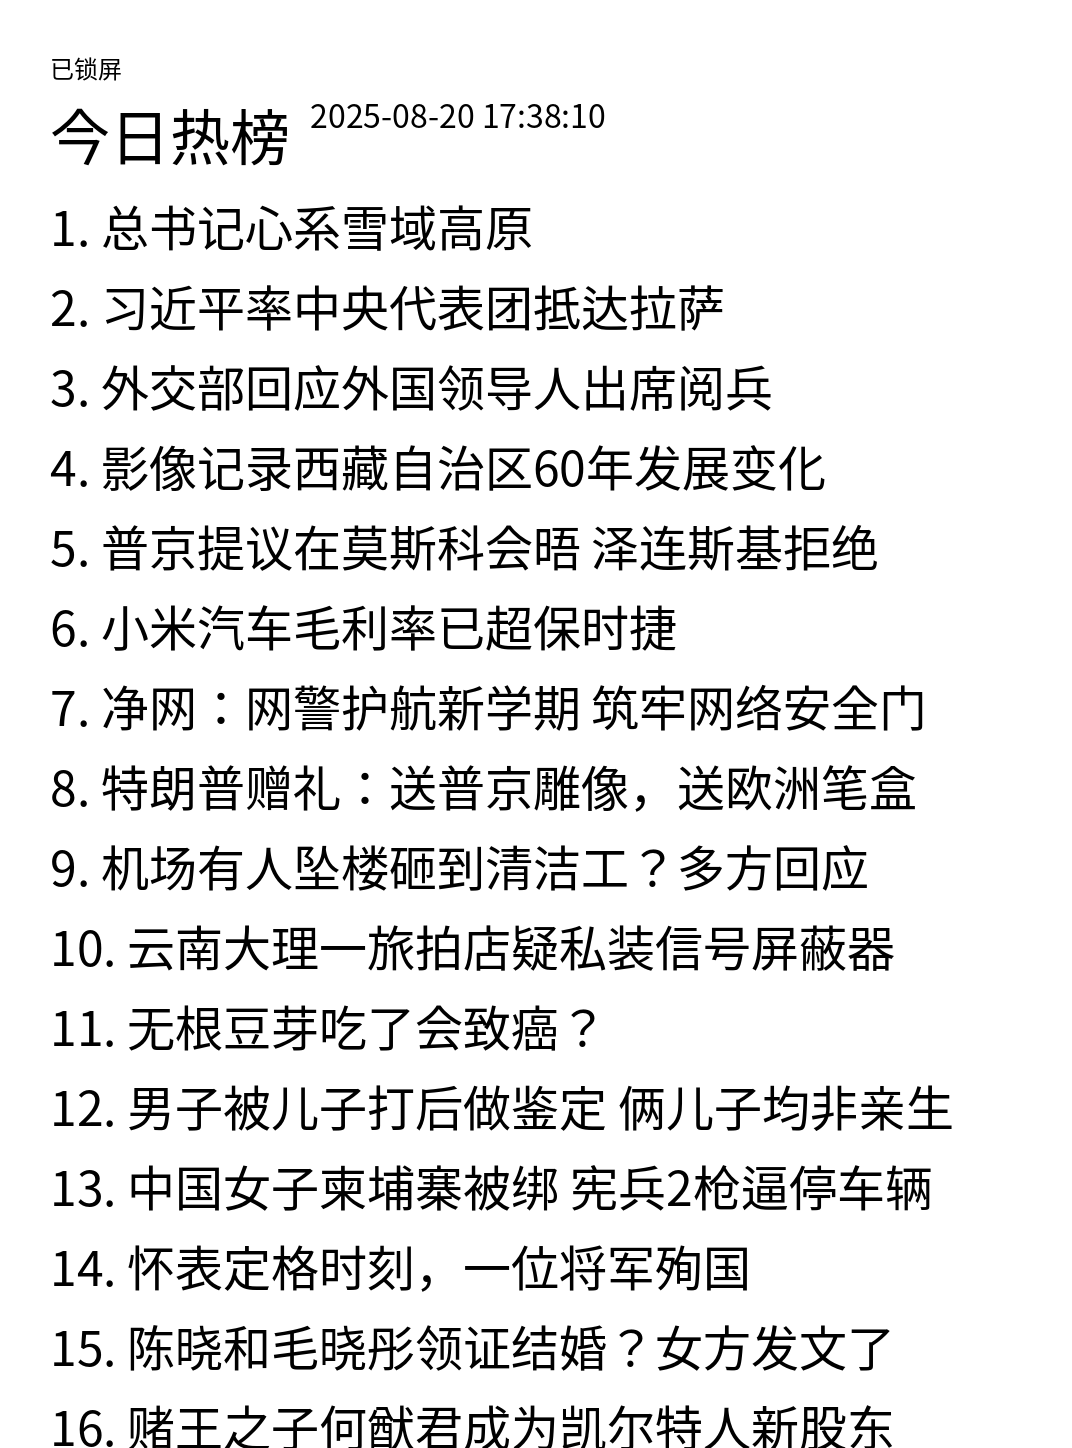 已锁屏
今日热榜 2025-08-20 17:38:10
1. 总书记心系雪域高原
2. 习近平率中央代表团抵达拉萨
3. 外交部回应外国领导人出席阅兵
4. 影像记录西藏自治区60年发展变化
5. 普京提议在莫斯科会晤 泽连斯基拒绝
6. 小米汽车毛利率已超保时捷
7. 净网：网警护航新学期 筑牢网络安全门
8. 特朗普赠礼：送普京雕像，送欧洲笔盒
9. 机场有人坠楼砸到清洁工？多方回应
10. 云南大理一旅拍店疑私装信号屏蔽器
11. 无根豆芽吃了会致癌？
12. 男子被儿子打后做鉴定 俩儿子均非亲生
13. 中国女子柬埔寨被绑 宪兵2枪逼停车辆
14. 怀表定格时刻，一位将军殉国
15. 陈晓和毛晓彤领证结婚？女方发文了
16. 赌王之子何猷君成为凯尔特人新股东